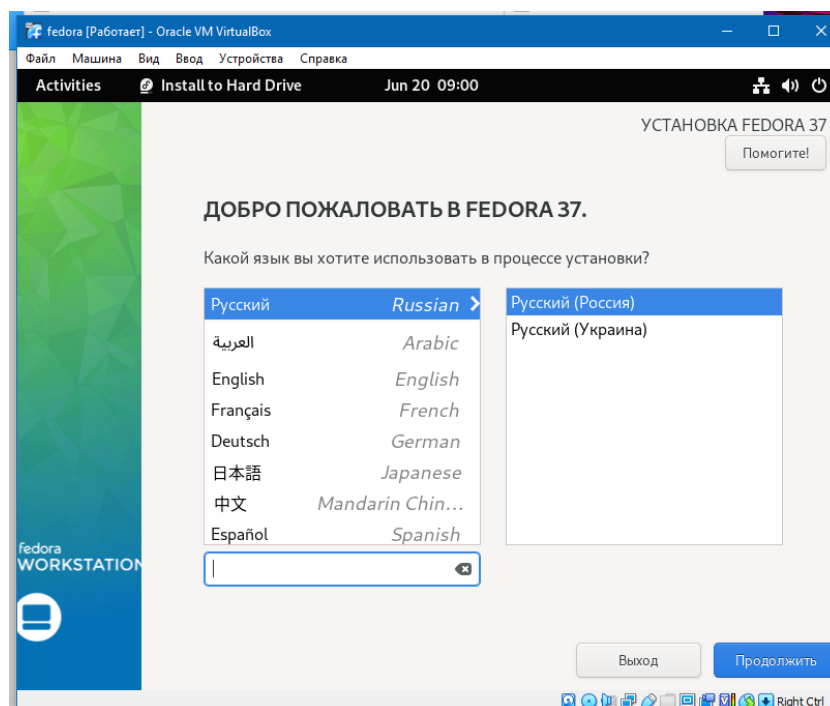 fedora [Работает] - Oracle VM VirtualBox
Файл Машина Вид Ввод Устройства Справка
Activities Install to Hard Drive Jun 20 09:00
УСТАНОВКА FEDORA 37
Помогите!
ДОБРО ПОЖАЛОВАТЬ В FEDORA 37.
Какой язык вы хотите использовать в процессе установки?
Русский Russian
العربية Arabic
English English
Français French
Deutsch German
日本語 Japanese
中文 Mandarin Chin...
Español Spanish
Русский (Россия)
Русский (Украина)
fedora
WORKSTATION
Выход Продолжить
Right Ctrl